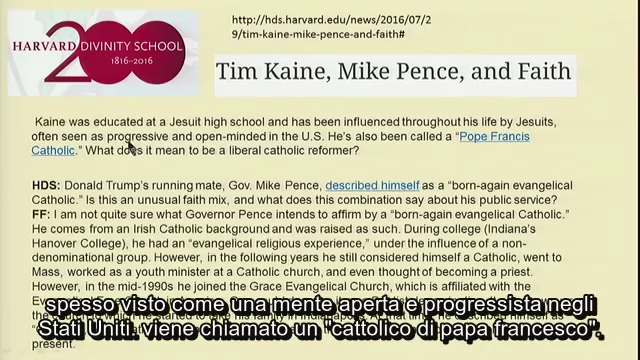 HARVARD DIVINITY SCHOOL
200
1816-2016
http://hds.harvard.edu/news/2016/07/2
9/tim-kaine-mike-pence-and-faith#
Tim Kaine, Mike Pence, and Faith
Kaine was educated at a Jesuit high school and has been influenced throughout his life by Jesuits,
often seen as progressive and open-minded in the U.S. He's also been called a "Pope Francis
Catholic." What does it mean to be a liberal catholic reformer?
HDS: Donald Trump's running mate, Gov. Mike Pence, described himself as a "born-again evangelical
Catholic." Is this an unusual faith mix, and what does this combination say about his public service?
FF: I am not quite sure what Governor Pence intends to affirm by a "born-again evangelical Catholic."
He comes from an Irish Catholic background and was raised as such. During college (Indiana's
Hanover College), he had an "evangelical religious experience," under the influence of a non-
denominational group. However, in the following years he still considered himself a Catholic, went to
Mass, worked as a youth minister at a Catholic church, and even thought of becoming a priest.
However, in the mid-1990s he joined the Grace Evangelical Church, which is affiliated with the
spesso visto come una mente aperta e progressista negli
Stati Uniti. viene chiamato un "cattolico di papa francesco".
present.